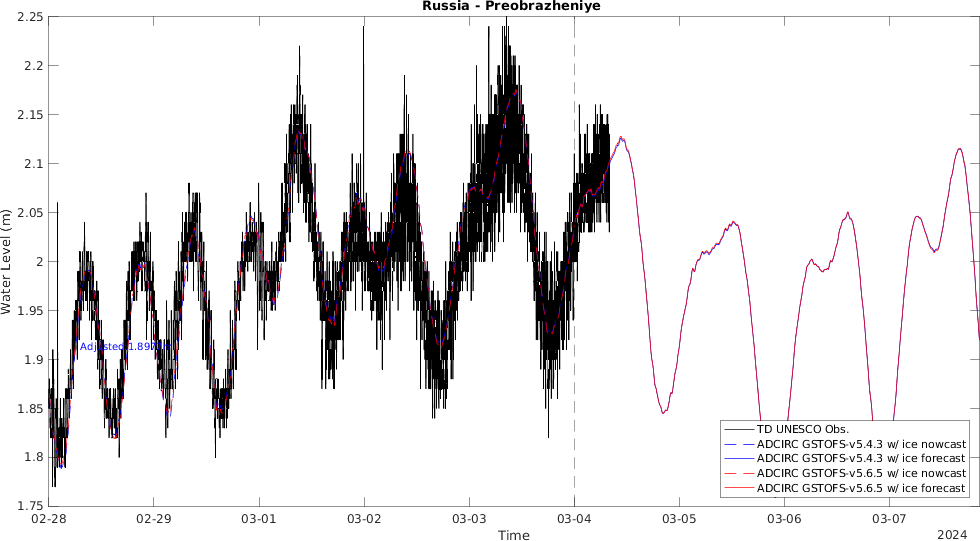 Russia - Preobrazheniye
2.25
2.2
2.15
2.1
2.05
2
1.95
1.9
1.85
1.8
1.75
Water Level (m)
TD UNESCO Obs.
ADCIRC GSTOFS-v5.4.3 w/ ice nowcast
ADCIRC GSTOFS-v5.4.3 w/ ice forecast
ADCIRC GSTOFS-v5.6.5 w/ ice nowcast
ADCIRC GSTOFS-v5.6.5 w/ ice forecast
02-28 02-29 03-01 03-02 03-03 03-04 03-05 03-06 03-07
Time
2024